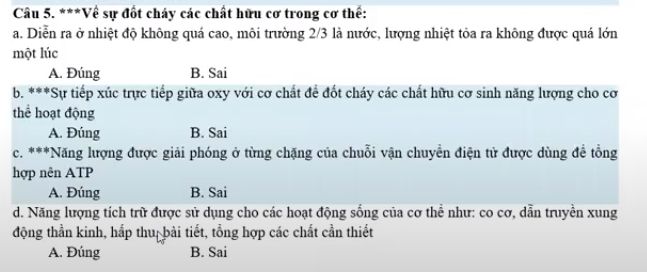 Câu 5. ***Về sự đốt cháy các chất hữu cơ trong cơ thể:
a. Diễn ra ở nhiệt độ không quá cao, môi trường 2/3 là nước, lượng nhiệt tỏa ra không được quá lớn
một lúc
A. Đúng B. Sai
b. ***Sự tiếp xúc trực tiếp giữa oxy với cơ chất để đốt cháy các chất hữu cơ sinh năng lượng cho cơ
thể hoạt động
A. Đúng B. Sai
c. ***Năng lượng được giải phóng ở từng chặng của chuỗi vận chuyển điện tử được dùng để tổng
hợp nên ATP
A. Đúng B. Sai
d. Năng lượng tích trữ được sử dụng cho các hoạt động sống của cơ thể như: co cơ, dẫn truyền xung
động thần kinh, hấp thu, bài tiết, tổng hợp các chất cần thiết
A. Đúng B. Sai